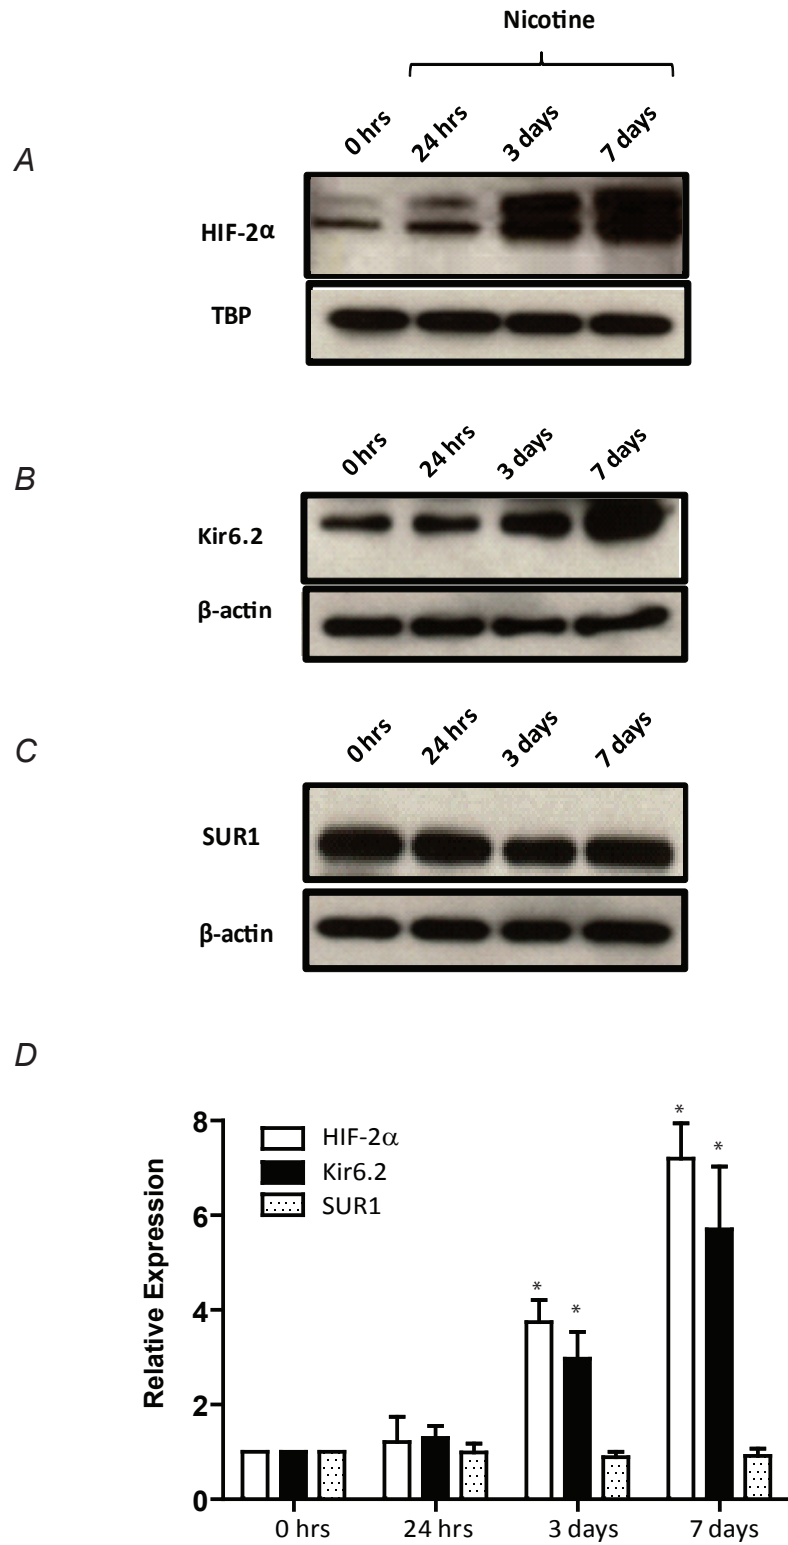 Nicotine
A
0 hrs 24 hrs 3 days 7 days
HIF-2α
TBP
B
0 hrs 24 hrs 3 days 7 days
Kir6.2
β-actin
C
0 hrs 24 hrs 3 days 7 days
SUR1
β-actin
D
Relative Expression
8
6
4
2
0
HIF-2α
Kir6.2
SUR1
* *
* *
0 hrs 24 hrs 3 days 7 days